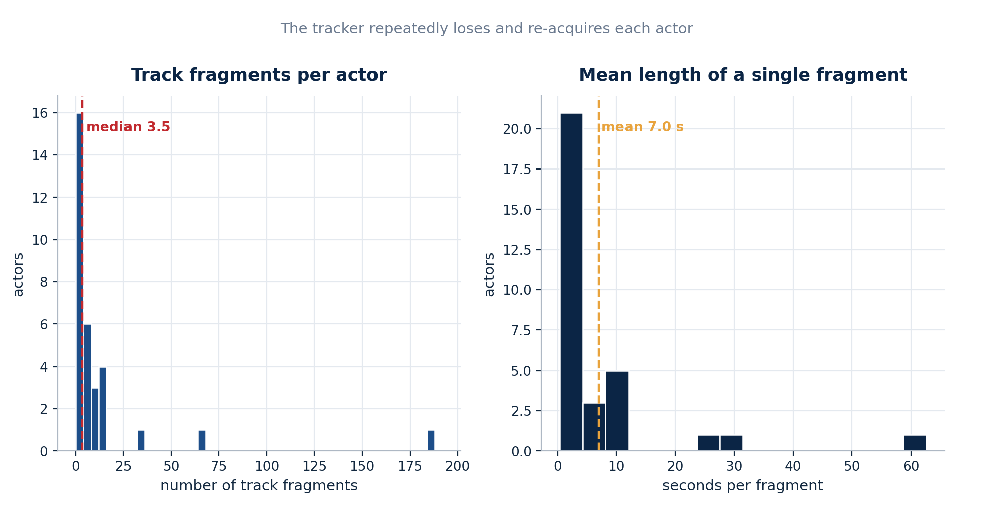 The tracker repeatedly loses and re-acquires each actor
Track fragments per actor
16
14
12
10
8
6
4
2
0
actors
median 3.5
0 25 50 75 100 125 150 175 200
number of track fragments
Mean length of a single fragment
20.0
17.5
15.0
12.5
10.0
7.5
5.0
2.5
0.0
actors
mean 7.0 s
0 10 20 30 40 50 60
seconds per fragment